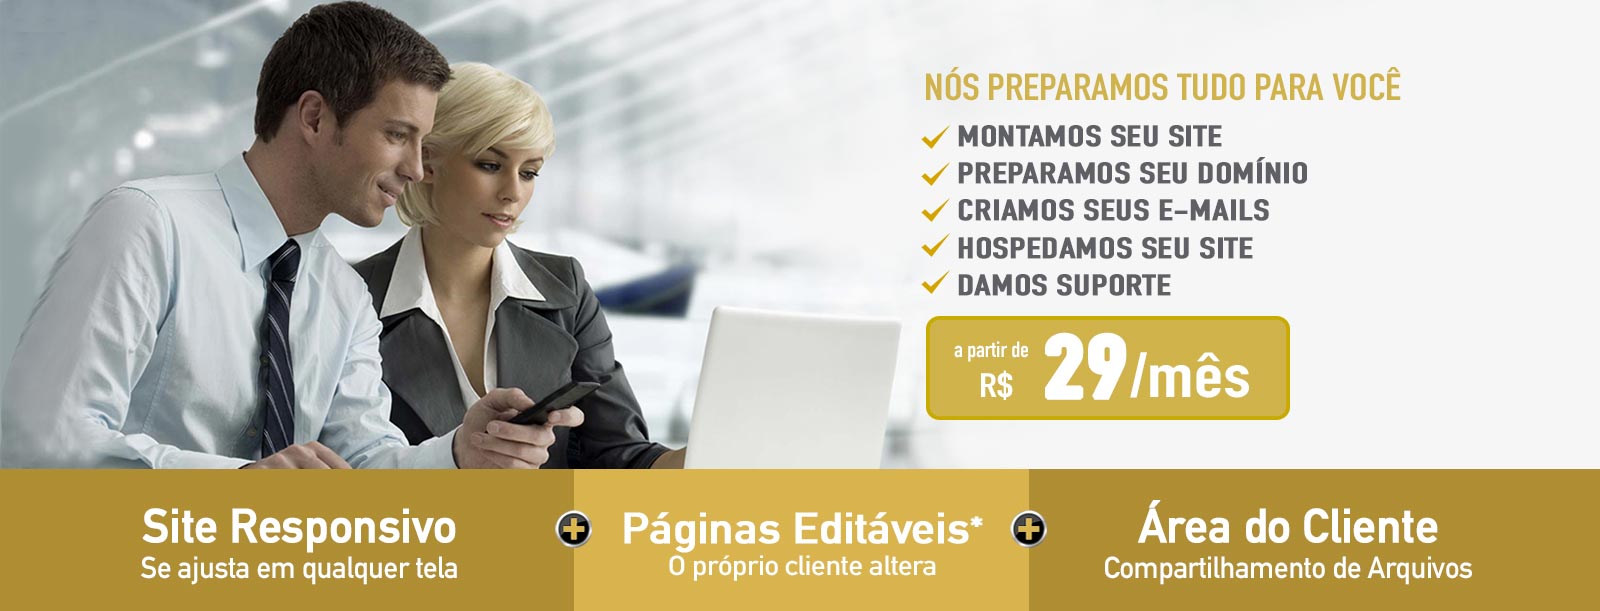 NÓS PREPARAMOS TUDO PARA VOCÊ
MONTAMOS SEU SITE
PREPARAMOS SEU DOMÍNIO
CRIAMOS SEUS E-MAILS
HOSPEDAMOS SEU SITE
DAMOS SUPORTE
a partir de
R$ 29/mês
Site Responsivo
Se ajusta em qualquer tela
Páginas Editáveis*
O próprio cliente altera
Área do Cliente
Compartilhamento de Arquivos